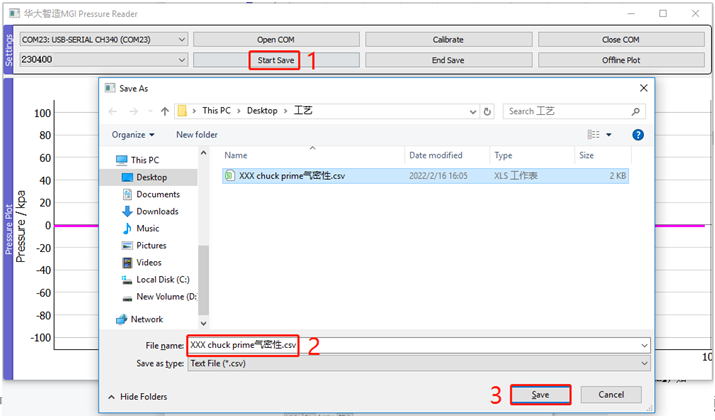 华大智造MGI Pressure Reader
Settings
COM23: USB-SERIAL CH340 (COM23)
Open COM
Calibrate
Close COM
230400
Start Save
1
End Save
Offline Plot
Save As
This PC
Desktop
工艺
Search 工艺
Organize
New folder
Name
Date modified
Type
Size
XXX chuck prime气密性.csv
2022/2/16 16:05
XLS 工作表
2 KB
This PC
Desktop
Documents
Downloads
Music
Pictures
Videos
Local Disk (C:)
New Volume (D:
Network
Pressure Plot
Pressure / kpa
100
80
60
40
20
0
-20
-40
-60
-80
-100
10
File name:
XXX chuck prime气密性.csv
2
Save as type:
Text File (*.csv)
Hide Folders
3
Save
Cancel